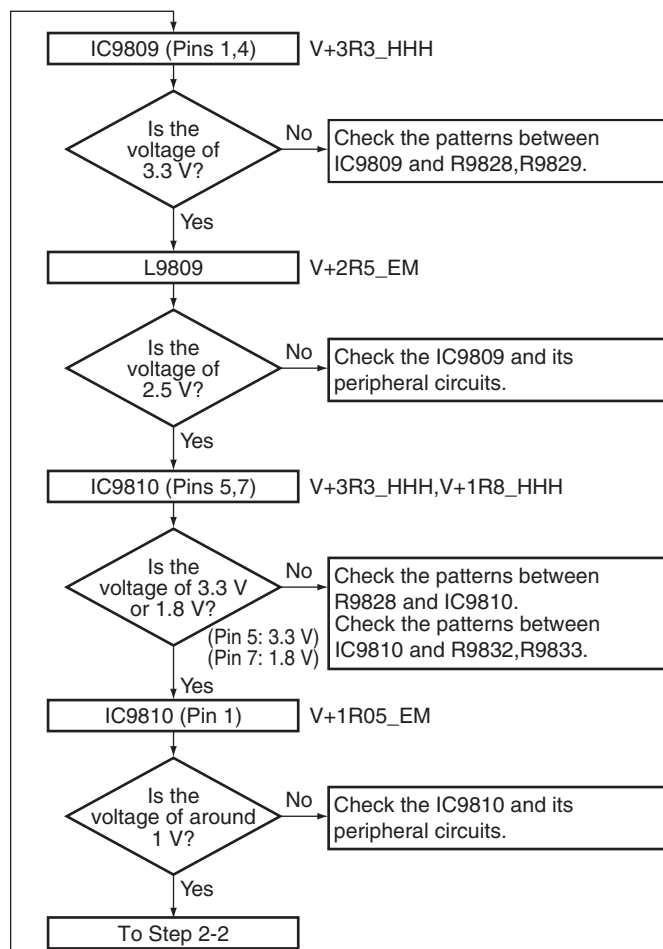 IC9809 (Pins 1,4)
V+3R3_HHH
Is the
voltage of
3.3 V?
No
Check the patterns between
IC9809 and R9828,R9829.
Yes
L9809
V+2R5_EM
Is the
voltage of
2.5 V?
No
Check the IC9809 and its
peripheral circuits.
Yes
IC9810 (Pins 5,7)
V+3R3_HHH,V+1R8_HHH
Is the
voltage of 3.3 V
or 1.8 V?
No
Check the patterns between
R9828 and IC9810.
Check the patterns between
IC9810 and R9832,R9833.
(Pin 5: 3.3 V)
(Pin 7: 1.8 V)
Yes
IC9810 (Pin 1)
V+1R05_EM
Is the
voltage of around
1 V?
No
Check the IC9810 and its
peripheral circuits.
Yes
To Step 2-2